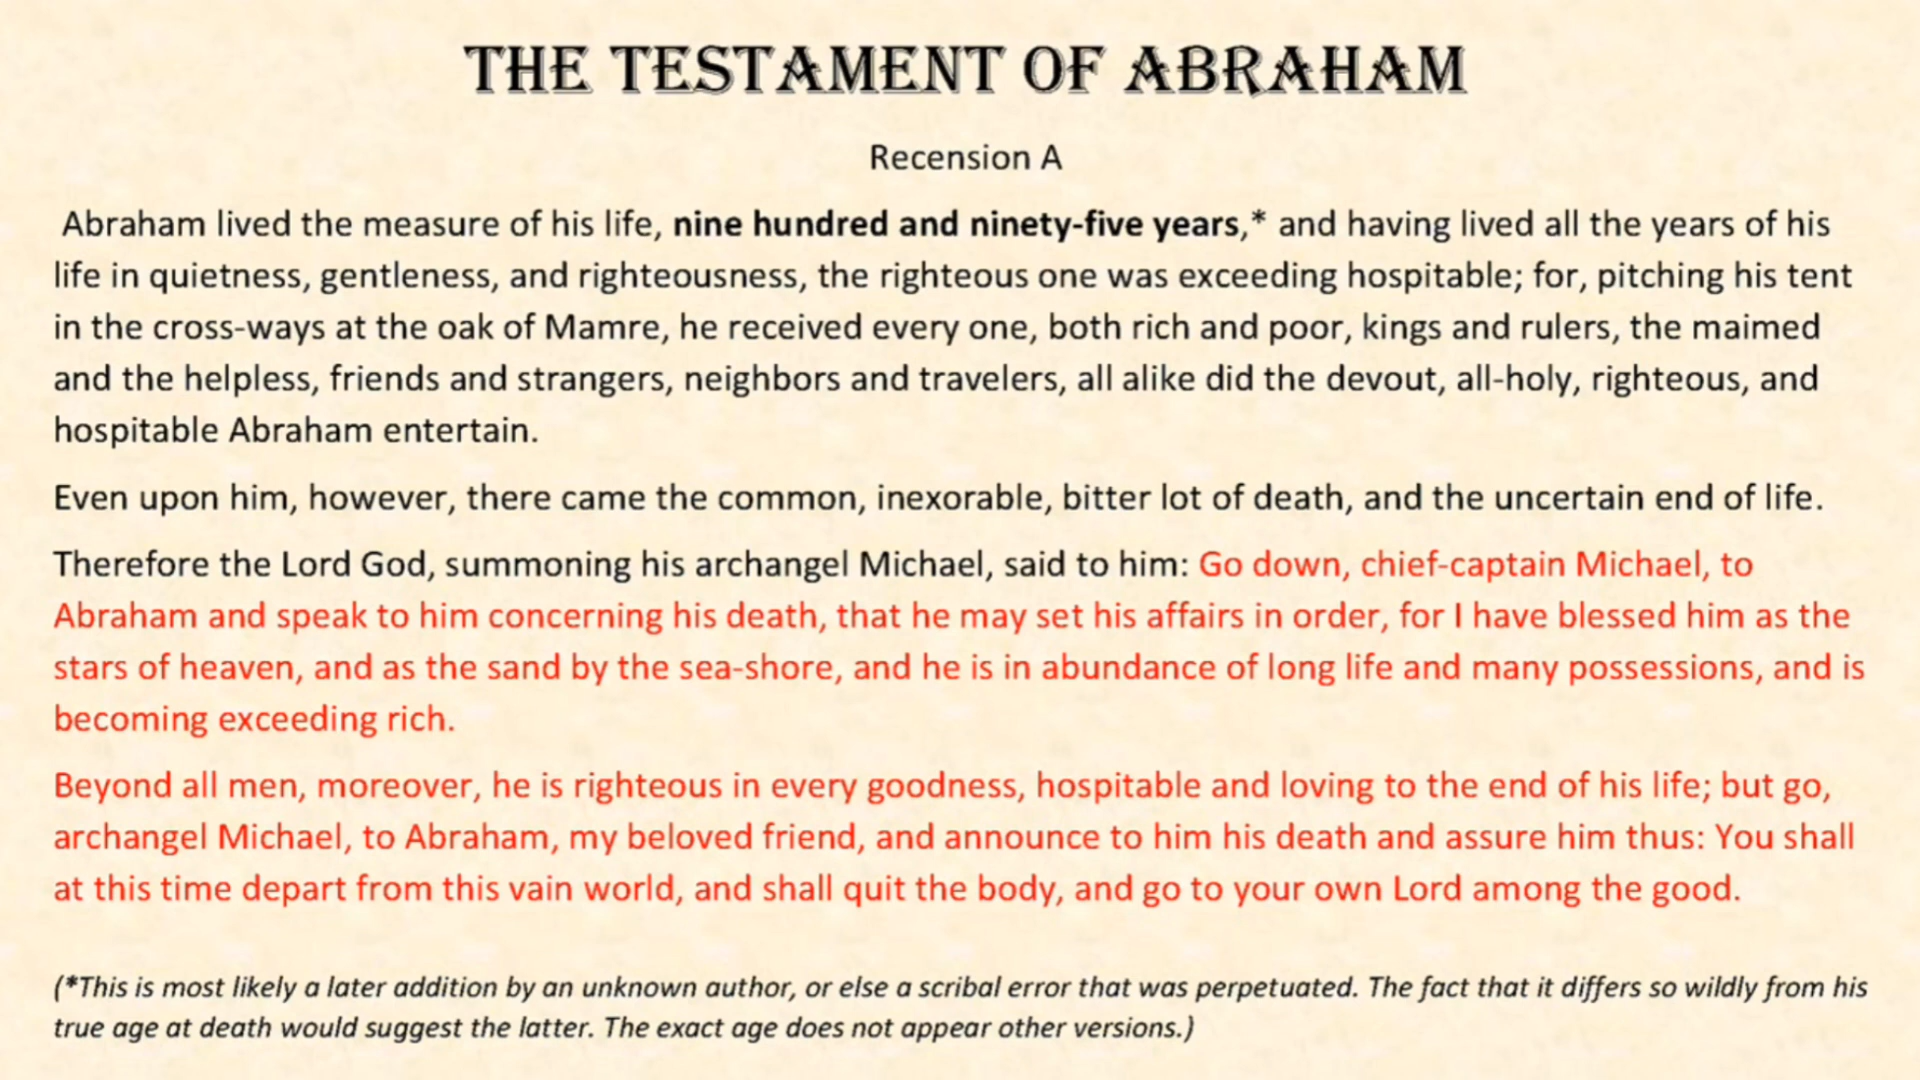 THE TESTAMENT OF ABRAHAM
Recension A
Abraham lived the measure of his life, nine hundred and ninety-five years,* and having lived all the years of his
life in quietness, gentleness, and righteousness, the righteous one was exceeding hospitable; for, pitching his tent
in the cross-ways at the oak of Mamre, he received every one, both rich and poor, kings and rulers, the maimed
and the helpless, friends and strangers, neighbors and travelers, all alike did the devout, all-holy, righteous, and
hospitable Abraham entertain.
Even upon him, however, there came the common, inexorable, bitter lot of death, and the uncertain end of life.
Therefore the Lord God, summoning his archangel Michael, said to him: Go down, chief-captain Michael, to
Abraham and speak to him concerning his death, that he may set his affairs in order, for I have blessed him as the
stars of heaven, and as the sand by the sea-shore, and he is in abundance of long life and many possessions, and is
becoming exceeding rich.
Beyond all men, moreover, he is righteous in every goodness, hospitable and loving to the end of his life; but go,
archangel Michael, to Abraham, my beloved friend, and announce to him his death and assure him thus: You shall
at this time depart from this vain world, and shall quit the body, and go to your own Lord among the good.
(*This is most likely a later addition by an unknown author, or else a scribal error that was perpetuated. The fact that it differs so wildly from his
true age at death would suggest the latter. The exact age does not appear other versions.)